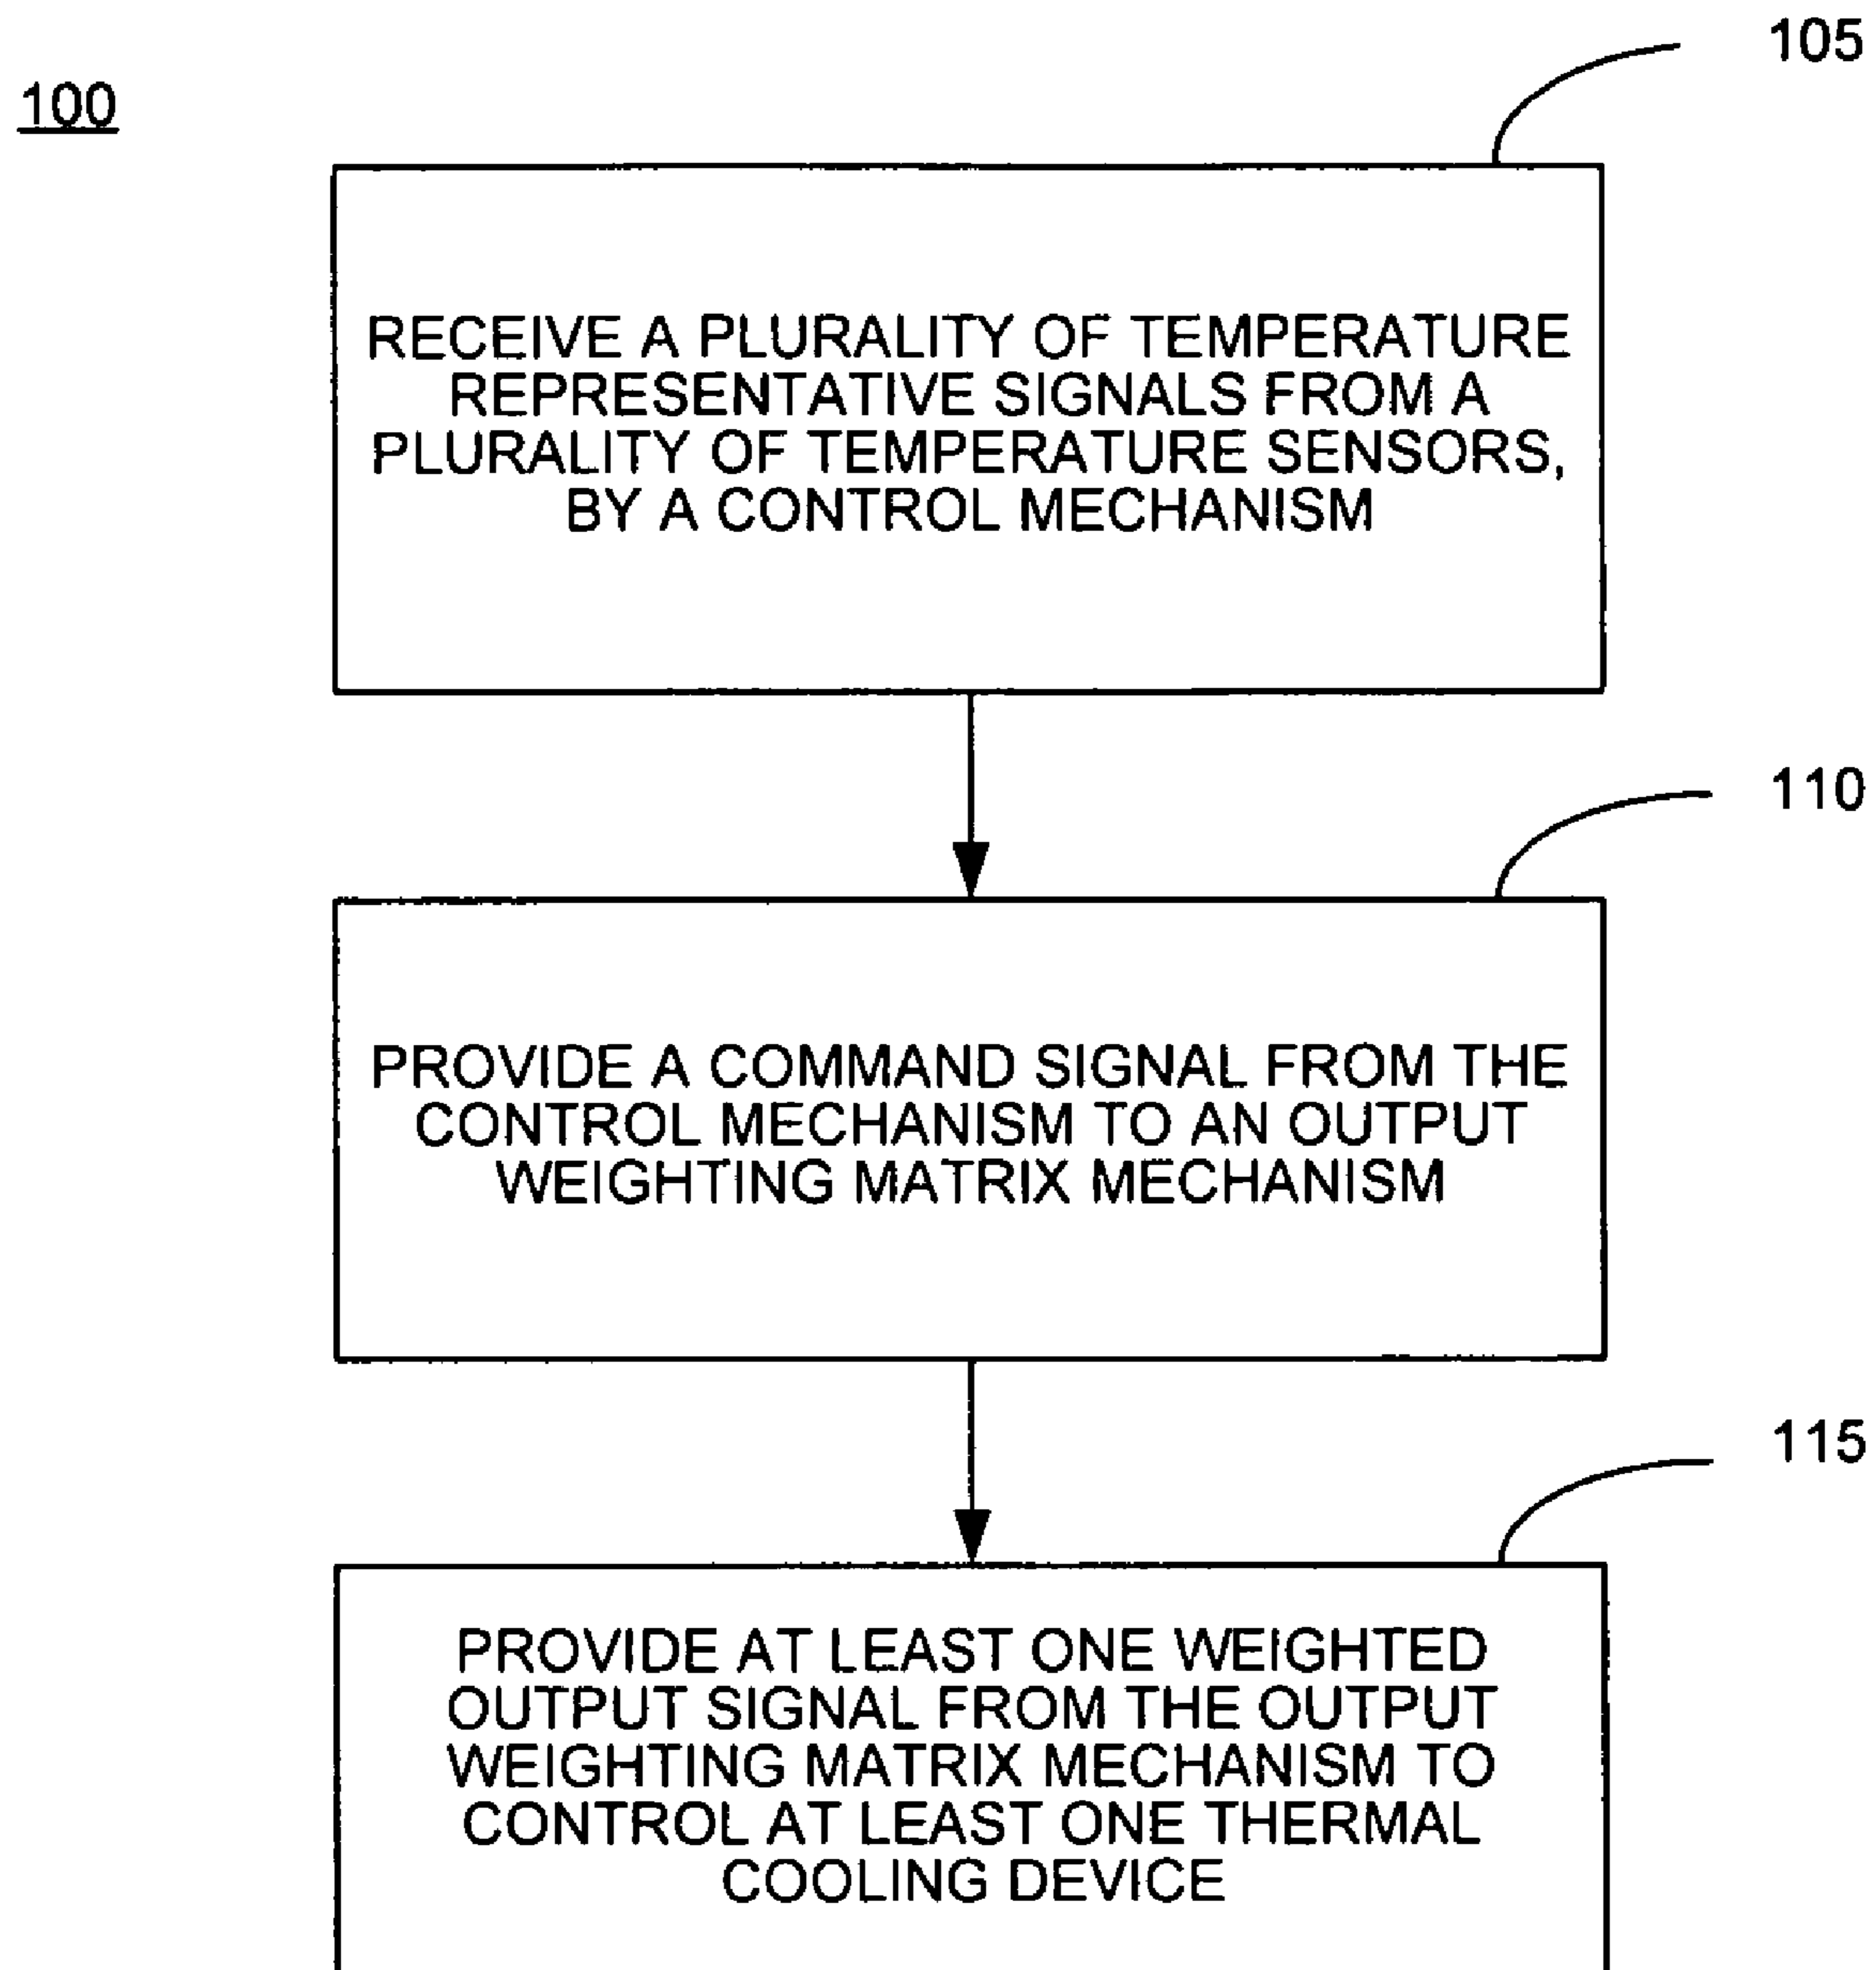 105
100
RECEIVE A PLURALITY OF TEMPERATURE
REPRESENTATIVE SIGNALS FROM A
PLURALITY OF TEMPERATURE SENSORS,
BY A CONTROL MECHANISM
110
PROVIDE A COMMAND SIGNAL FROM THE
CONTROL MECHANISM TO AN OUTPUT
WEIGHTING MATRIX MECHANISM
115
PROVIDE AT LEAST ONE WEIGHTED
OUTPUT SIGNAL FROM THE OUTPUT
WEIGHTING MATRIX MECHANISM TO
CONTROL AT LEAST ONE THERMAL
COOLING DEVICE